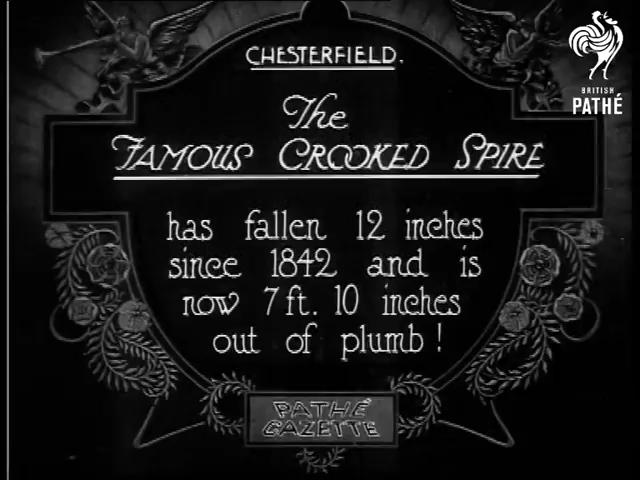 CHESTERFIELD.
The
FAMOUS CROOKED SPIRE
has fallen 12 inches
since 1842 and is
now 7 ft. 10 inches
out of plumb!
PATHÉ
GAZETTE
BRITISH
PATHÉ